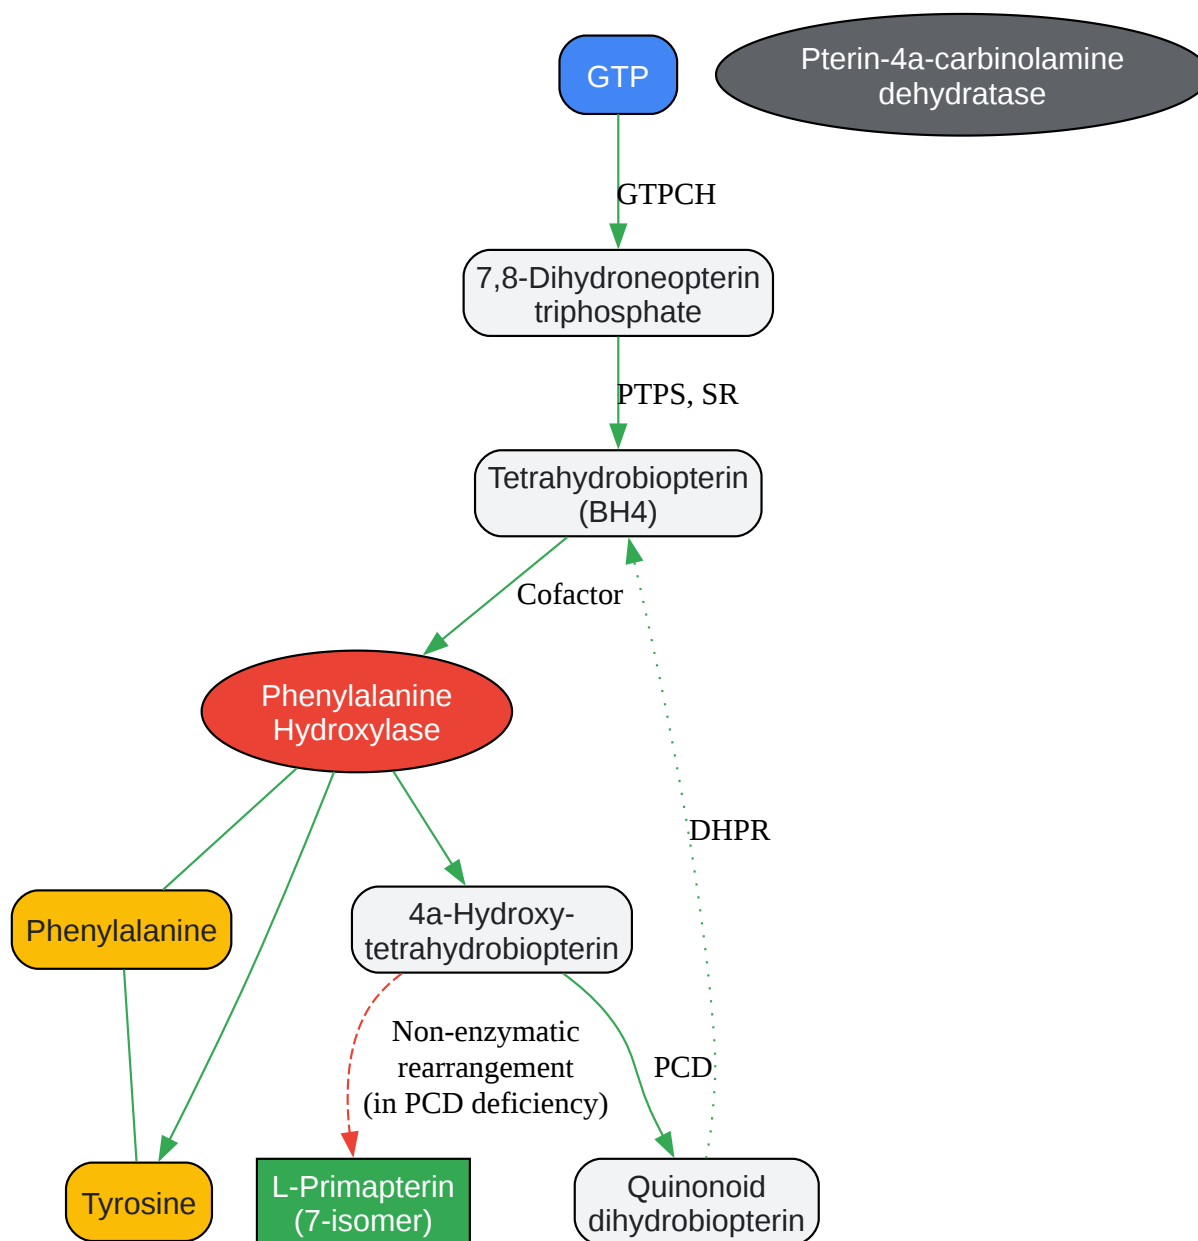 GTP
Pterin-4a-carbinolamine
dehydratase
GTPCH
7,8-Dihydroneopterin
triphosphate
PTPS, SR
Tetrahydrobiopterin
(BH4)
Cofactor
Phenylalanine
Hydroxylase
DHPR
Phenylalanine
4a-Hydroxy-
tetrahydrobiopterin
Non-enzymatic
rearrangement
(in PCD deficiency)
PCD
Tyrosine
L-Primapterin
(7-isomer)
Quinonoid
dihydrobiopterin